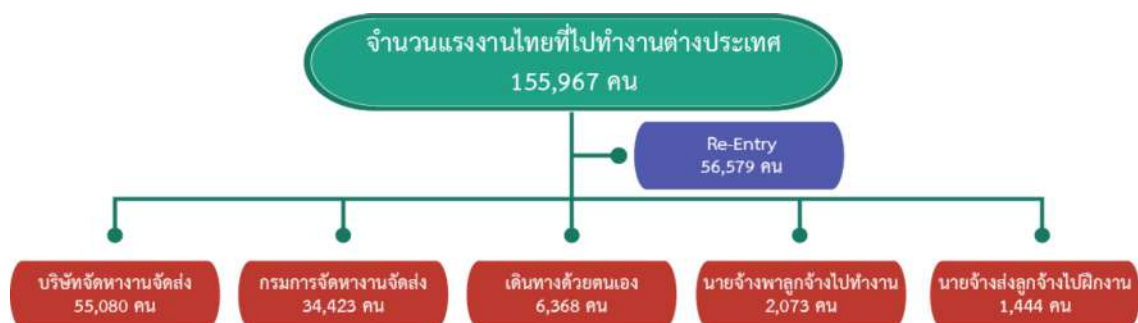 จำนวนแรงงานไทยที่ไปทำงานต่างประเทศ
155,967 คน
Re-Entry
56,579 คน
บริษัทจัดหางานจัดส่ง
55,080 คน
กรมการจัดหางานจัดส่ง
34,423 คน
เดินทางด้วยตนเอง
6,368 คน
นายจ้างพาลูกจ้างไปทำงาน
2,073 คน
นายจ้างส่งลูกจ้างไปฝึกงาน
1,444 คน